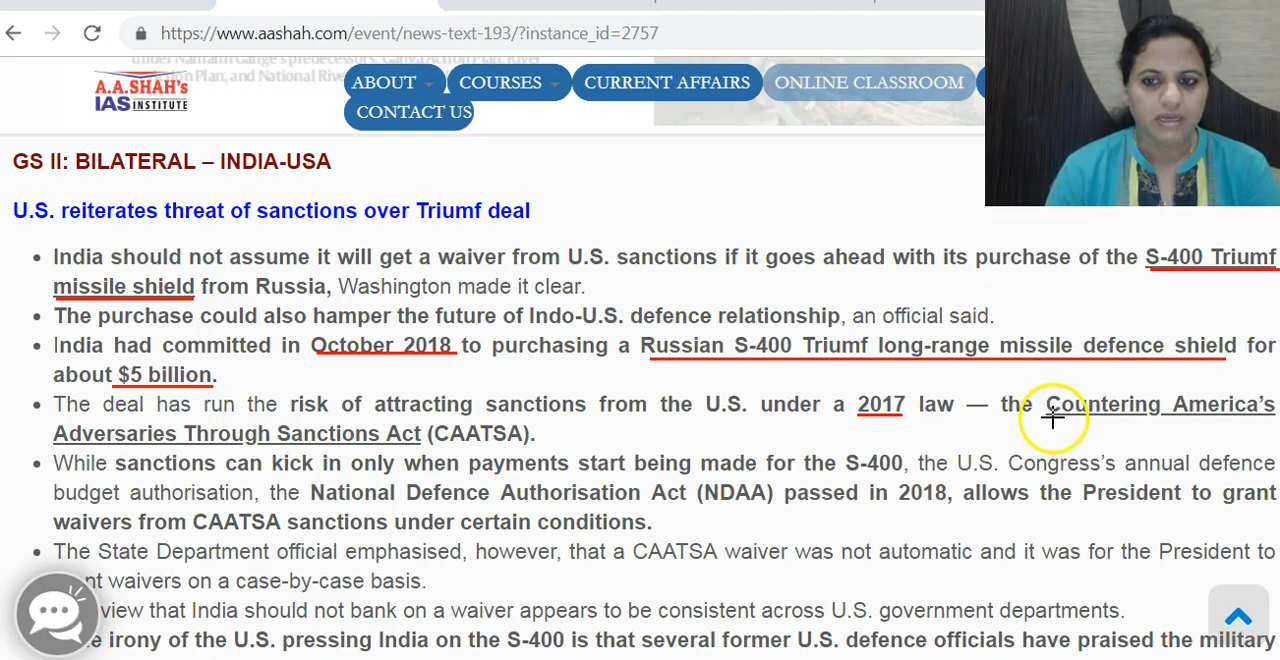 https://www.aashah.com/event/news-text-193/?instance_id=2757
under Namami Gange's predecessors, Ganga Action Plan,
Action Plan, and National
A.A.SHAH'S
IAS INSTITUTE
ABOUT COURSES CURRENT AFFAIRS ONLINE CLASSROOM
CONTACT US
GS II: BILATERAL – INDIA-USA
U.S. reiterates threat of sanctions over Triumf deal
• India should not assume it will get a waiver from U.S. sanctions if it goes ahead with its purchase of the S-400 Triumf
missile shield from Russia, Washington made it clear.
• The purchase could also hamper the future of Indo-U.S. defence relationship, an official said.
• India had committed in October 2018 to purchasing a Russian S-400 Triumf long-range missile defence shield for
about $5 billion.
• The deal has run the risk of attracting sanctions from the U.S. under a 2017 law — the Countering America's
Adversaries Through Sanctions Act (CAATSA).
• While sanctions can kick in only when payments start being made for the S-400, the U.S. Congress's annual defence
budget authorisation, the National Defence Authorisation Act (NDAA) passed in 2018, allows the President to grant
waivers from CAATSA sanctions under certain conditions.
• The State Department official emphasised, however, that a CAATSA waiver was not automatic and it was for the President to
waivers on a case-by-case basis.
view that India should not bank on a waiver appears to be consistent across U.S. government departments.
irony of the U.S. pressing India on the S-400 is that several former U.S. defence officials have praised the military